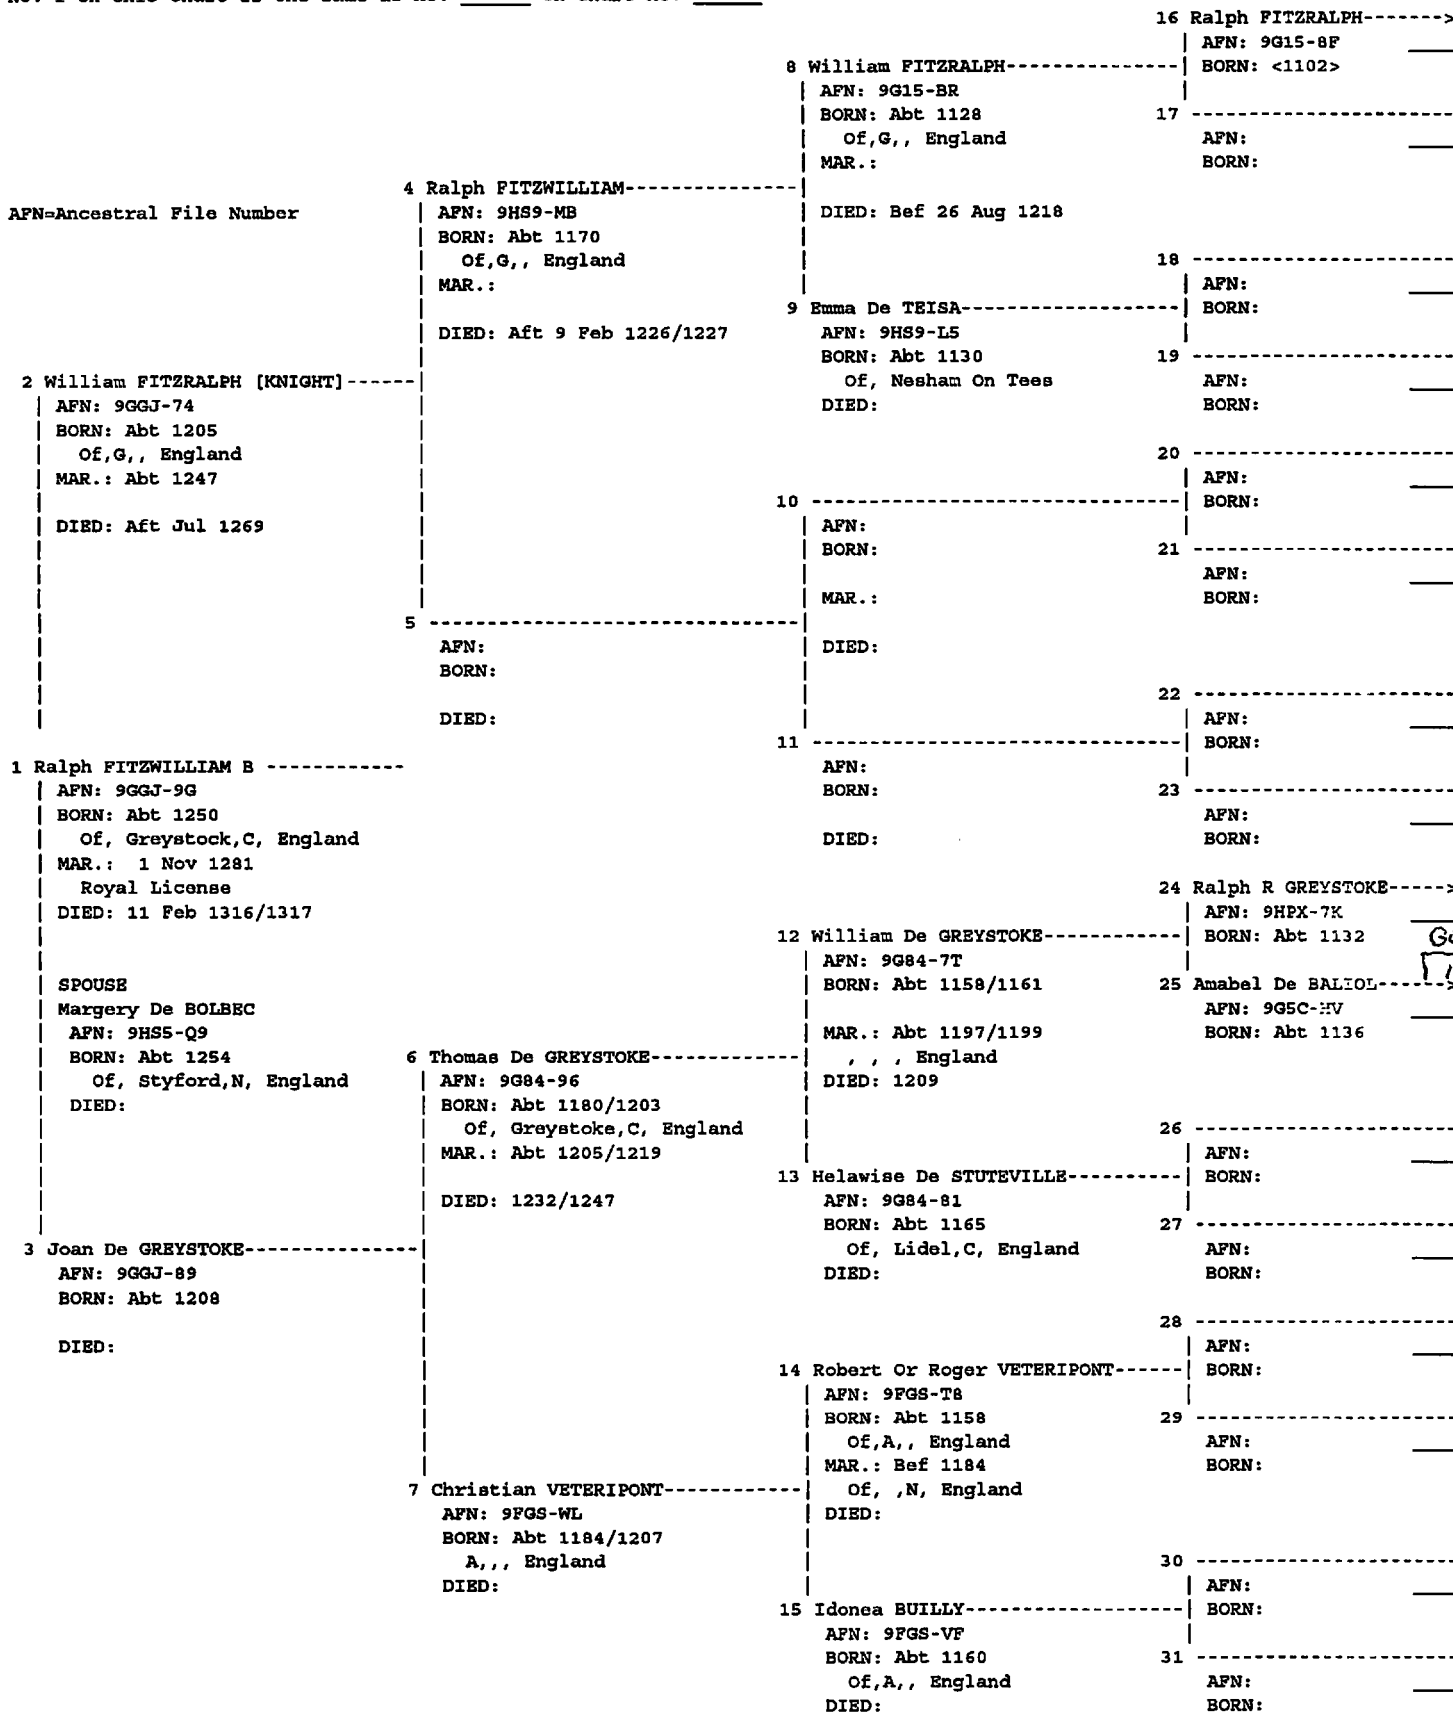 16 Ralph FITZRALPH------->
| AFN: 9G15-8F
8 William FITZRALPH---------------| BORN: <1102>
| AFN: 9G15-BR |
| BORN: Abt 1128 17 ---------------------
| Of,G,, England AFN:
| MAR.: BORN:
4 Ralph FITZWILLIAM--------------|
AFN=Ancestral File Number | AFN: 9HS9-MB | DIED: Bef 26 Aug 1218
| BORN: Abt 1170
| Of,G,, England 18 ---------------------
| MAR.: | AFN:
9 Emma De TEISA-------------------| BORN:
| DIED: Aft 9 Feb 1226/1227 AFN: 9HS9-L5
BORN: Abt 1130 19 ---------------------
2 William FITZRALPH [KNIGHT]------| Of, Nesham On Tees AFN:
| AFN: 9GGJ-74 DIED: BORN:
| BORN: Abt 1205
| Of,G,, England 20 ---------------------
| MAR.: Abt 1247 | AFN:
10 --------------------------------| BORN:
| DIED: Aft Jul 1269 | AFN:
| BORN: 21 ---------------------
AFN:
| MAR.: BORN:
5 -------------------------------|
AFN: | DIED:
BORN:
22 ---------------------
DIED: | AFN:
11 --------------------------------| BORN:
1 Ralph FITZWILLIAM B ------------ AFN:
| AFN: 9GGJ-9G BORN: 23 ---------------------
| BORN: Abt 1250 AFN:
| Of, Greystock,C, England DIED: BORN:
| MAR.: 1 Nov 1281
| Royal License 24 Ralph R GREYSTOKE----->
| DIED: 11 Feb 1316/1317 | AFN: 9HPX-7K
12 William De GREYSTOKE------------| BORN: Abt 1132
| AFN: 9G84-7T
| SPOUSE | BORN: Abt 1158/1161 25 Amabel De BALIOL------>
| Margery De BOLBEC AFN: 9G5C-HV
| AFN: 9HS5-Q9 | MAR.: Abt 1197/1199 BORN: Abt 1136
| BORN: Abt 1254 6 Thomas De GREYSTOKE-------------| , , , England
| Of, Styford,N, England | AFN: 9G84-96 | DIED: 1209
| DIED: | BORN: Abt 1180/1203
| Of, Greystoke,C, England 26 ---------------------
| MAR.: Abt 1205/1219 | AFN:
13 Helawise De STUTEVILLE----------| BORN:
| DIED: 1232/1247 AFN: 9G84-81
BORN: Abt 1165 27 ---------------------
3 Joan De GREYSTOKE---------------| Of, Lidel,C, England AFN:
AFN: 9GGJ-89 DIED: BORN:
BORN: Abt 1208
28 ---------------------
DIED: | AFN:
14 Robert Or Roger VETERIPONT------| BORN:
| AFN: 9FGS-T8
| BORN: Abt 1158 29 ---------------------
| Of,A,, England AFN:
| MAR.: Bef 1184 BORN:
7 Christian VETERIPONT------------| Of, ,N, England
AFN: 9FGS-WL | DIED:
BORN: Abt 1184/1207
A,,, England 30 ---------------------
DIED: | AFN:
15 Idonea BUILLY-------------------| BORN:
AFN: 9FGS-VF
BORN: Abt 1160 31 ---------------------
Of,A,, England AFN:
DIED: BORN: